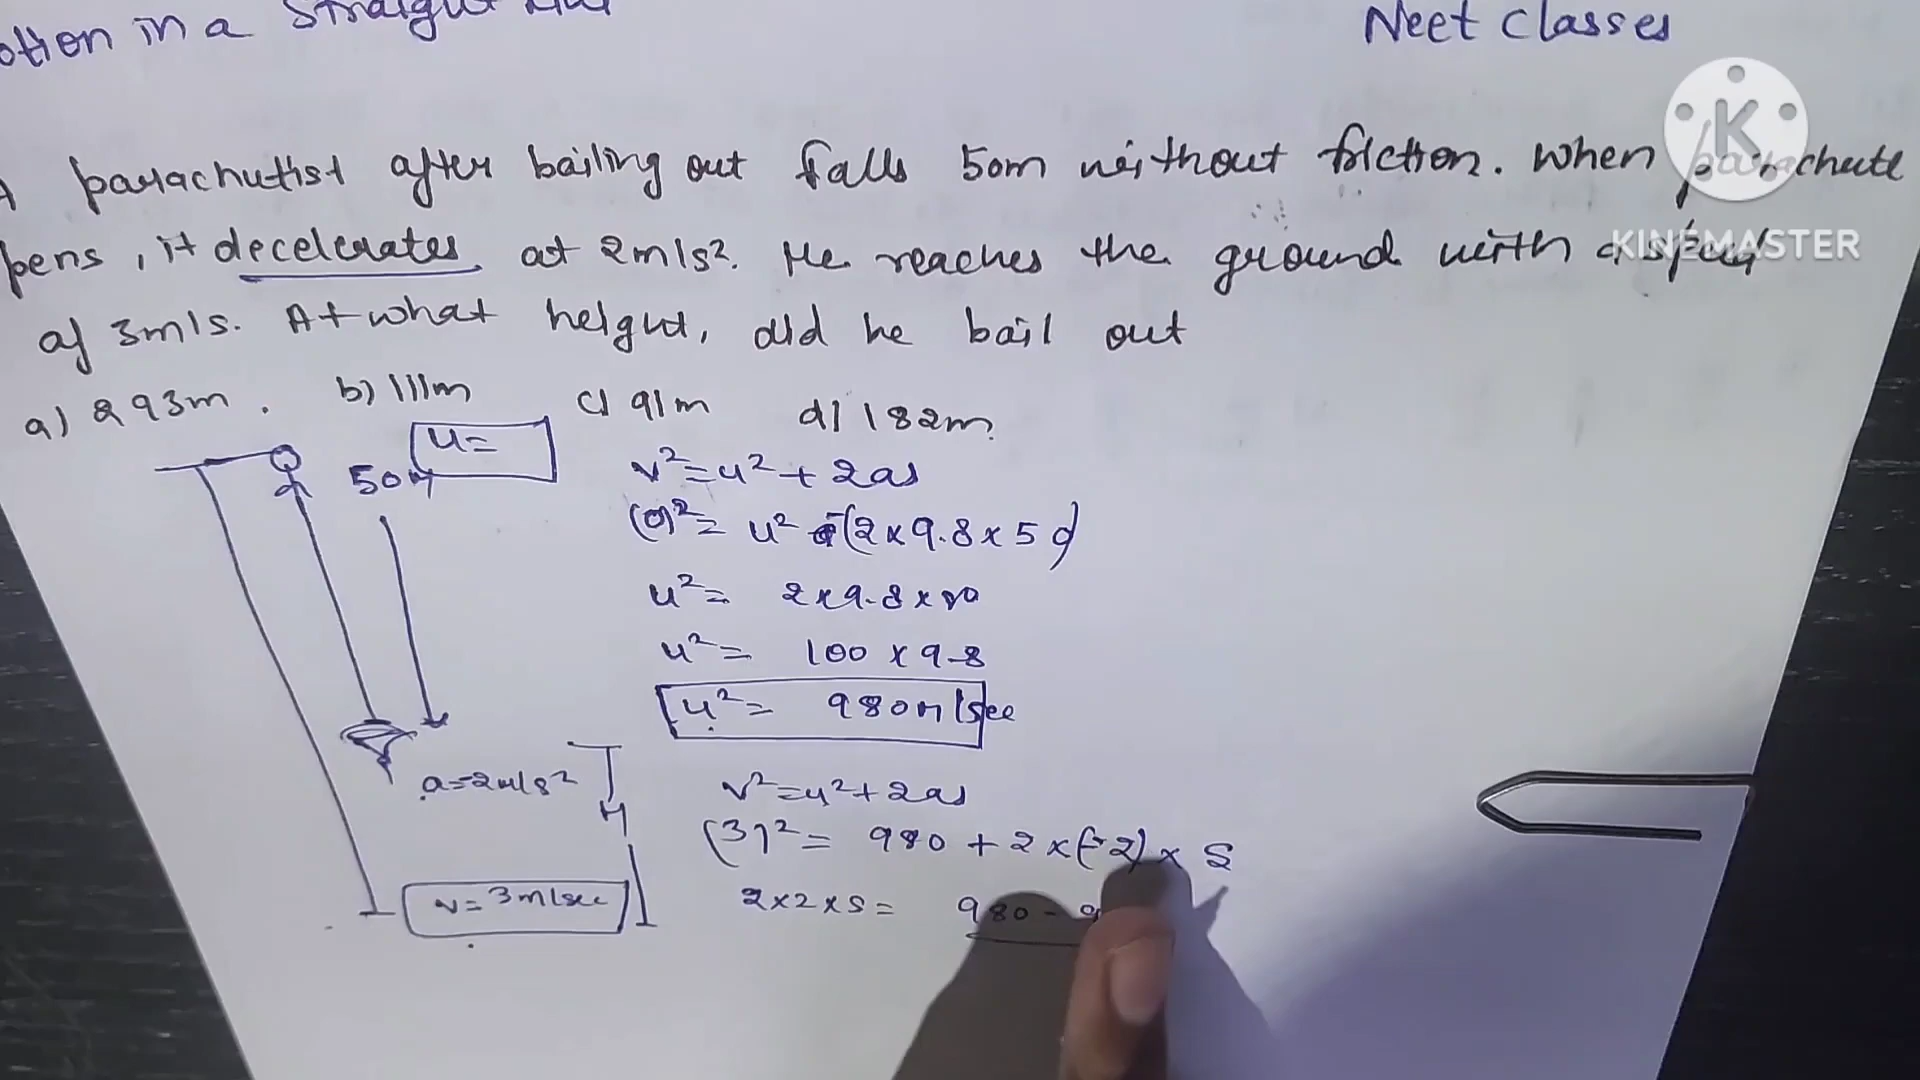 otion in a Straight
Neet Classes
K
KINEMASTER
A parachutist after bailing out falls 50m without friction. When parachute
pens, it decelerates at 2m/s². He reaches the ground with a speed
of 3m/s. At what height, did he bail out
a) 293m. b) 111m c) 91m d) 182m.
u=
50m
v²=u²+2as
(0)²= u² - (2×9.8×50)
u²= 2×9.8×50
u²= 100×9.8
u²= 980m/sec
a=-2m/s²
H
v²=u²+2as
(3)²= 980+2×(-2)×S
v=3m/sec
2×2×S= 980-9